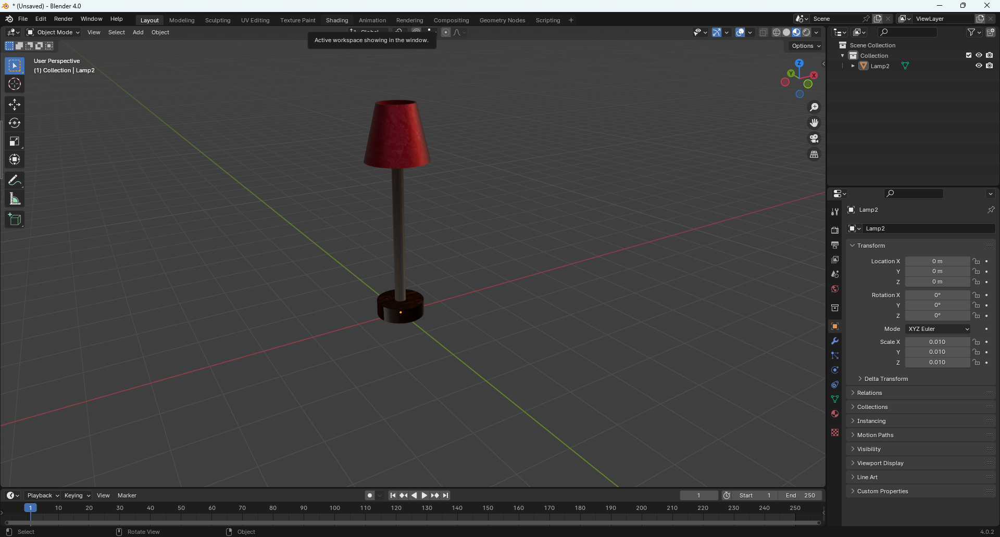 * (Unsaved) - Blender 4.0
File Edit Render Window Help Layout Modeling Sculpting UV Editing Texture Paint Shading Animation Rendering Compositing Geometry Nodes Scripting + Scene ViewLayer
Object Mode View Select Add Object
Active workspace showing in the window.
Options
User Perspective
(1) Collection | Lamp2
Z
Y
X
Scene Collection
Collection
Lamp2
Lamp2
Lamp2
Transform
Location X 0 m
Y 0 m
Z 0 m
Rotation X 0°
Y 0°
Z 0°
Mode XYZ Euler
Scale X 0.010
Y 0.010
Z 0.010
Delta Transform
Relations
Collections
Instancing
Motion Paths
Visibility
Viewport Display
Line Art
Custom Properties
Playback Keying View Marker 1 Start 1 End 250
1 10 20 30 40 50 60 70 80 90 100 110 120 130 140 150 160 170 180 190 200 210 220 230 240 250
Select Rotate View Object 4.0.2